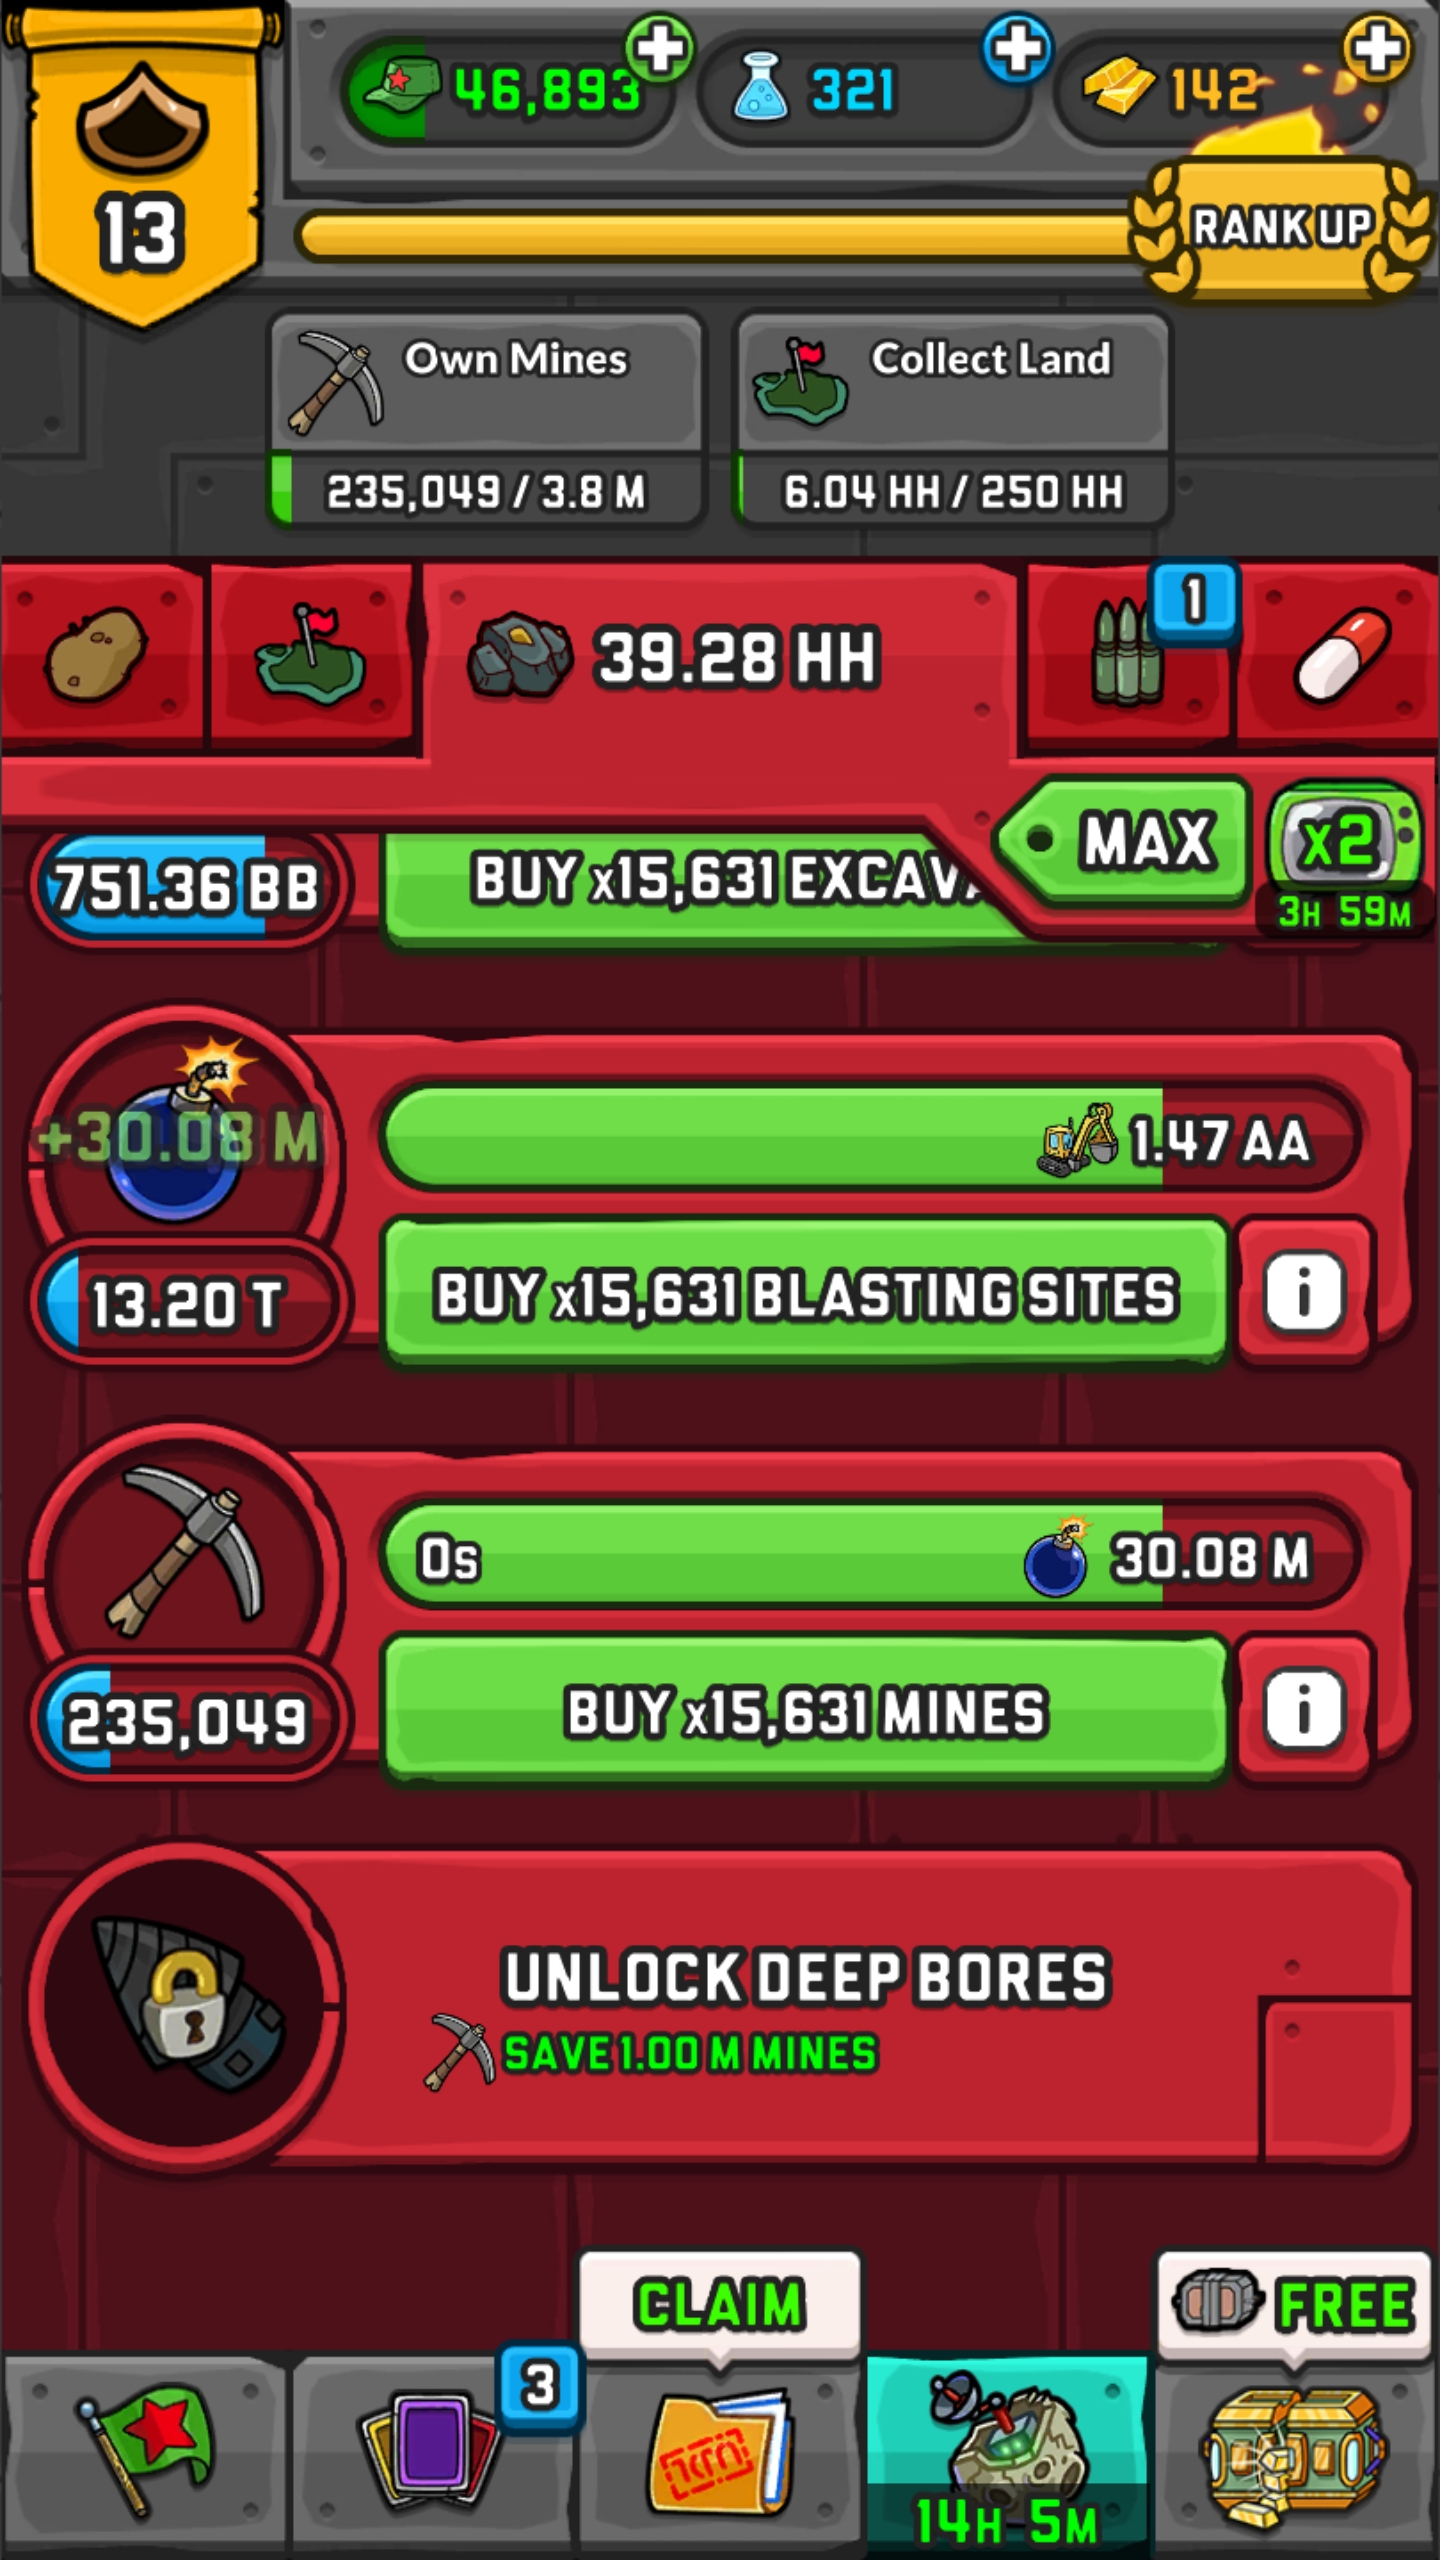 46,893
321
142
13
RANK UP
Own Mines
Collect Land
235,049 / 3.8 M
6.04 HH / 250 HH
39.28 HH
1
MAX
x2
3H 59M
751.36 BB
BUY x15,631 EXCAVA
+30.08 M
1.47 AA
13.20 T
BUY x15,631 BLASTING SITES
i
0s
30.08 M
235,049
BUY x15,631 MINES
i
UNLOCK DEEP BORES
SAVE 1.00 M MINES
CLAIM
FREE
3
14H 5M